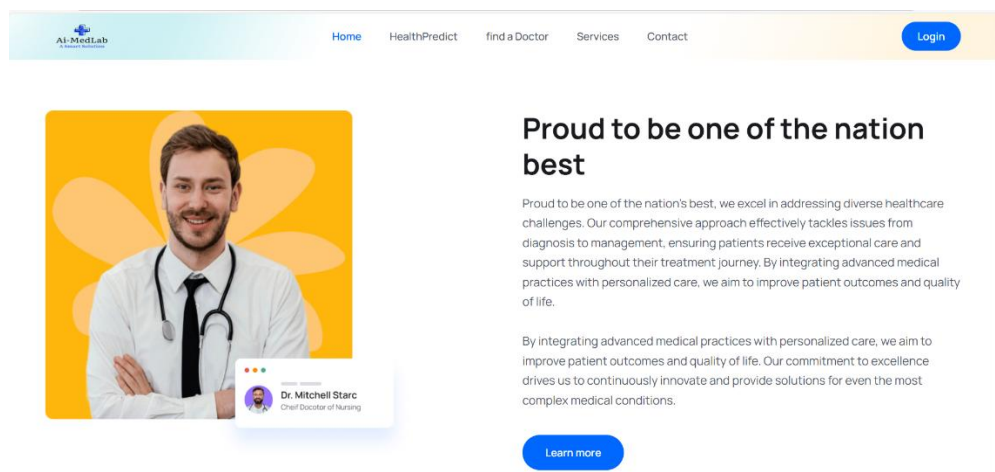 Ai-MedLab
A Smart Solutions
Home
HealthPredict
find a Doctor
Services
Contact
Login
Proud to be one of the nation
best
Proud to be one of the nation's best, we excel in addressing diverse healthcare
challenges. Our comprehensive approach effectively tackles issues from
diagnosis to management, ensuring patients receive exceptional care and
support throughout their treatment journey. By integrating advanced medical
practices with personalized care, we aim to improve patient outcomes and quality
of life.
By integrating advanced medical practices with personalized care, we aim to
improve patient outcomes and quality of life. Our commitment to excellence
drives us to continuously innovate and provide solutions for even the most
complex medical conditions.
Learn more
Dr. Mitchell Starc
Cheif Docotor of Nursing